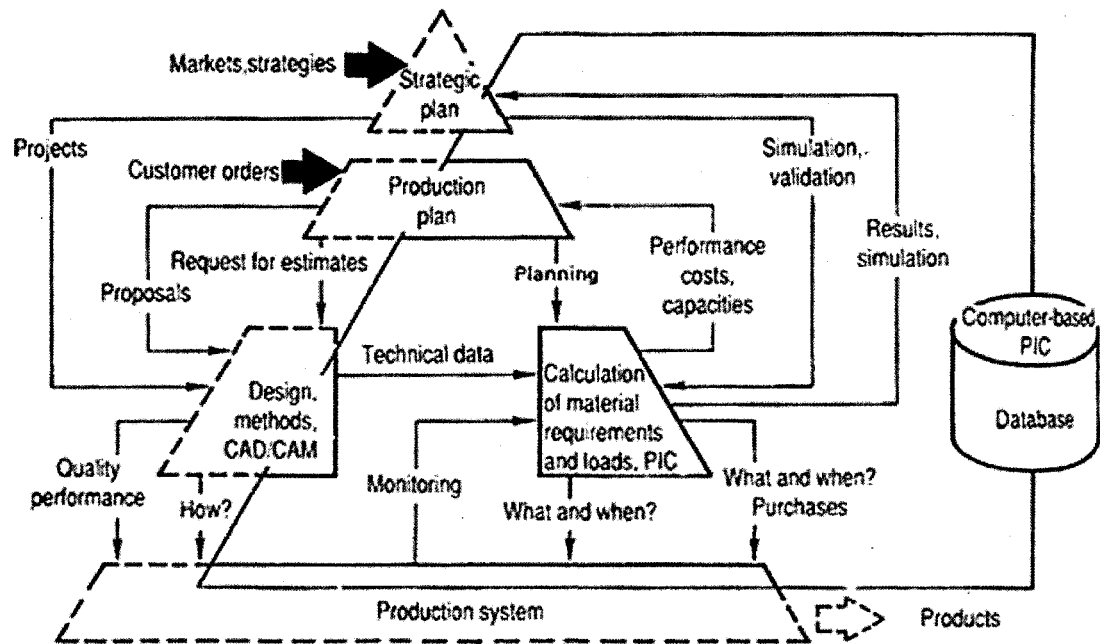 Markets,strategies
Strategic
plan
Projects
Customer orders
Production
plan
Simulation,
validation
Results,
simulation
Request for estimates
Planning
Performance
costs,
capacities
Proposals
Computer-based
PIC
Database
Technical data
Design,
methods,
CAD/CAM
Calculation
of material
requirements
and loads, PIC
Quality
performance
How?
Monitoring
What and when?
What and when?
Purchases
Production system
Products